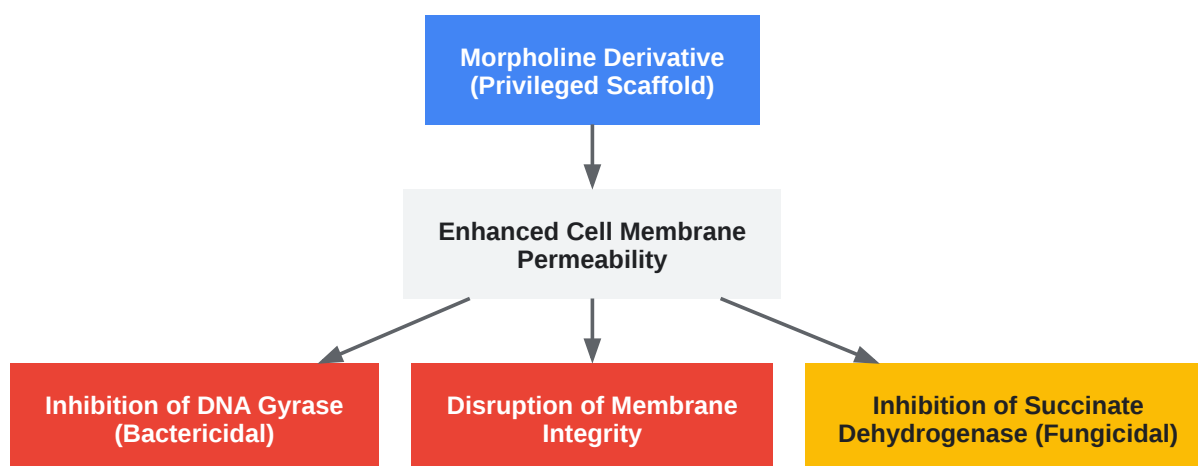 Morpholine Derivative
(Privileged Scaffold)
Enhanced Cell Membrane
Permeability
Inhibition of DNA Gyrase
(Bactericidal)
Disruption of Membrane
Integrity
Inhibition of Succinate
Dehydrogenase (Fungicidal)